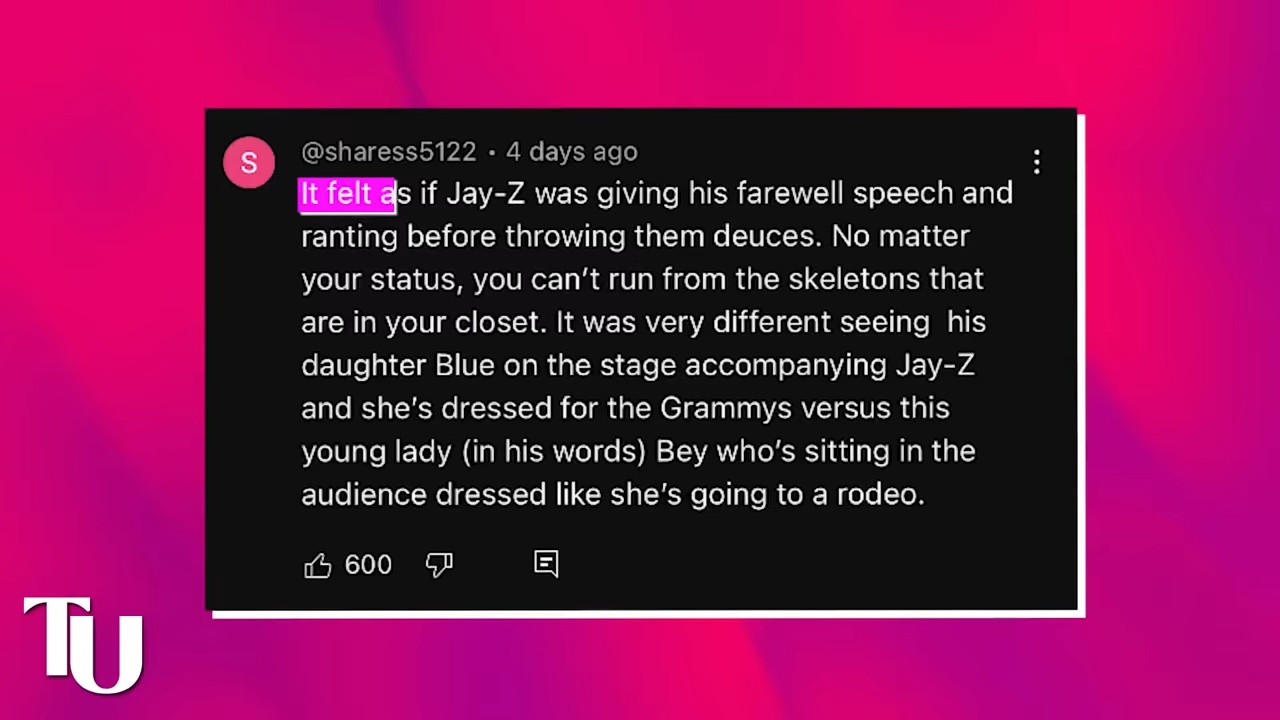 @sharess5122 • 4 days ago
It felt as if Jay-Z was giving his farewell speech and
ranting before throwing them deuces. No matter
your status, you can’t run from the skeletons that
are in your closet. It was very different seeing  his
daughter Blue on the stage accompanying Jay-Z
and she’s dressed for the Grammys versus this
young lady (in his words) Bey who’s sitting in the
audience dressed like she’s going to a rodeo.
600
S
TU